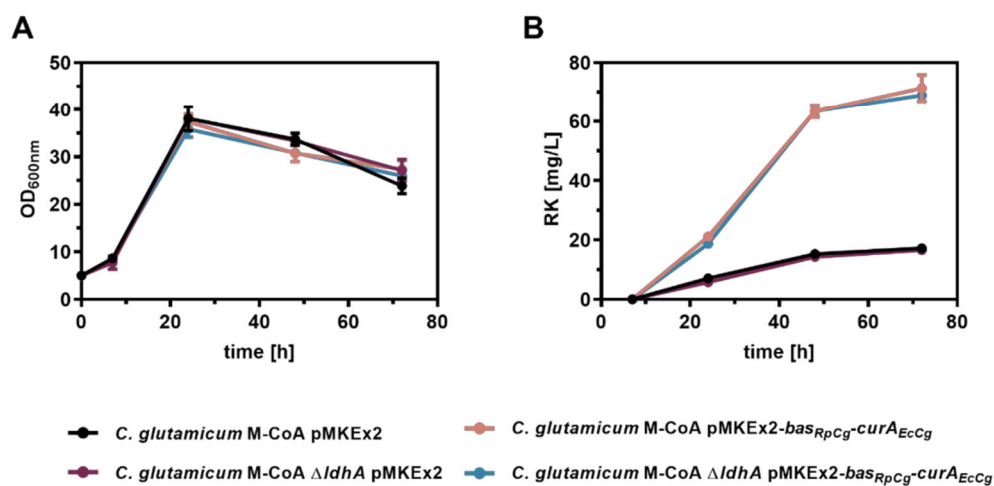 A
B
50
40
30
20
10
0
OD600nm
0 20 40 60 80
time [h]
80
60
40
20
0
RK [mg/L]
0 20 40 60 80
time [h]
C. glutamicum M-CoA pMKEx2
C. glutamicum M-CoA ΔldhA pMKEx2
C. glutamicum M-CoA pMKEx2-basRpCg-curAEcCg
C. glutamicum M-CoA ΔldhA pMKEx2-basRpCg-curAEcCg